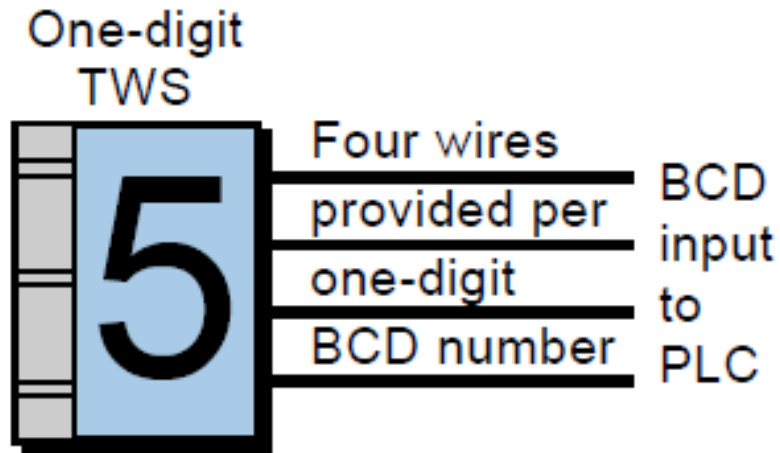 One-digit
TWS
5
Four wires
provided per
one-digit
BCD number
BCD
input
to
PLC